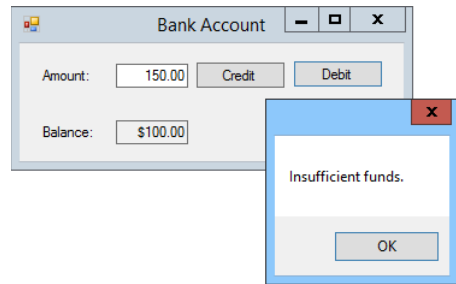 Bank Account
Amount: 150.00 Credit Debit
Balance: $100.00
Insufficient funds.
OK